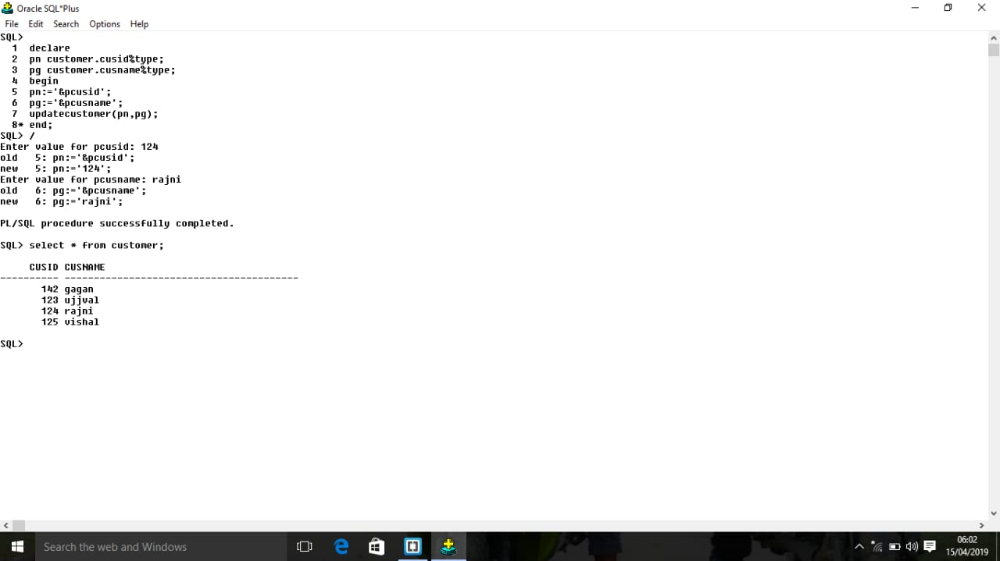 Oracle SQL*Plus
File Edit Search Options Help
SQL>
1 declare
2 pn customer.cusid%type;
3 pg customer.cusname%type;
4 begin
5 pn:='&pcusid';
6 pg:='&pcusname';
7 updatecustomer(pn,pg);
8* end;
SQL> /
Enter value for pcusid: 124
old 5: pn:='&pcusid';
new 5: pn:='124';
Enter value for pcusname: rajni
old 6: pg:='&pcusname';
new 6: pg:='rajni';
PL/SQL procedure successfully completed.
SQL> select * from customer;
CUSID CUSNAME
---------- ----------------------------------------
142 gagan
123 ujjval
124 rajni
125 vishal
SQL>
Search the web and Windows
06:02
15/04/2019